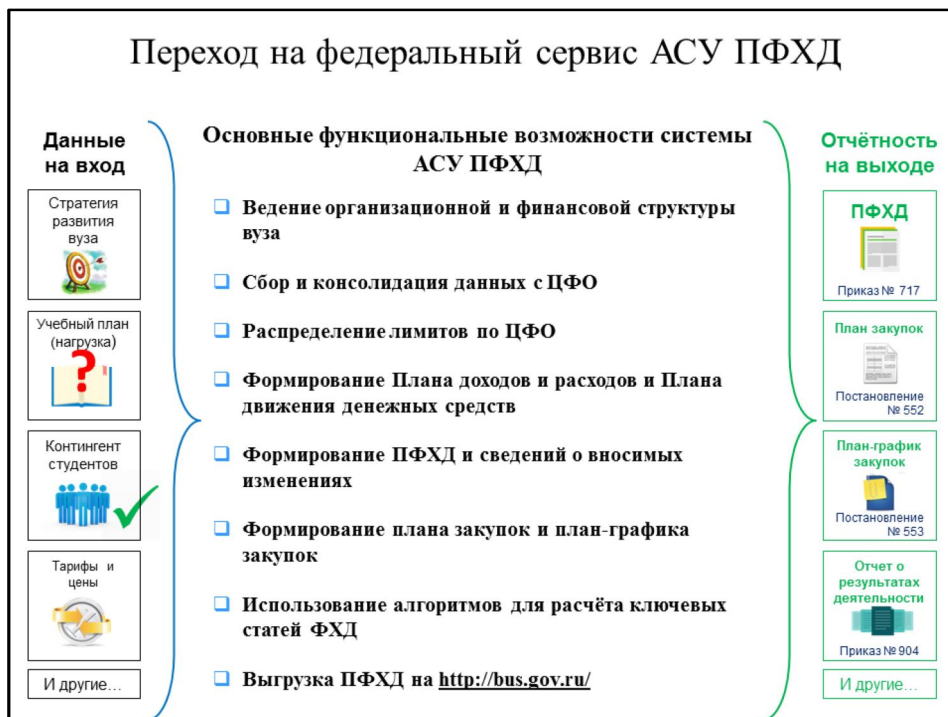 Переход на федеральный сервис АСУ ПФХД
Данные
на вход
Стратегия
развития
вуза
Учебный план
(нагрузка)
?
Контингент
студентов
Тарифы и
цены
И другие...
Основные функциональные возможности системы
АСУ ПФХД
Ведение организационной и финансовой структуры
вуза
Сбор и консолидация данных с ЦФО
Распределение лимитов по ЦФО
Формирование Плана доходов и расходов и Плана
движения денежных средств
Формирование ПФХД и сведений о вносимых
изменениях
Формирование плана закупок и план-графика
закупок
Использование алгоритмов для расчёта ключевых
статей ФХД
Выгрузка ПФХД на http://bus.gov.ru/
Отчётность
на выходе
ПФХД
Приказ № 717
План закупок
Постановление
№ 552
План-график
закупок
Постановление
№ 553
Отчет о
результатах
деятельности
Приказ № 904
И другие...